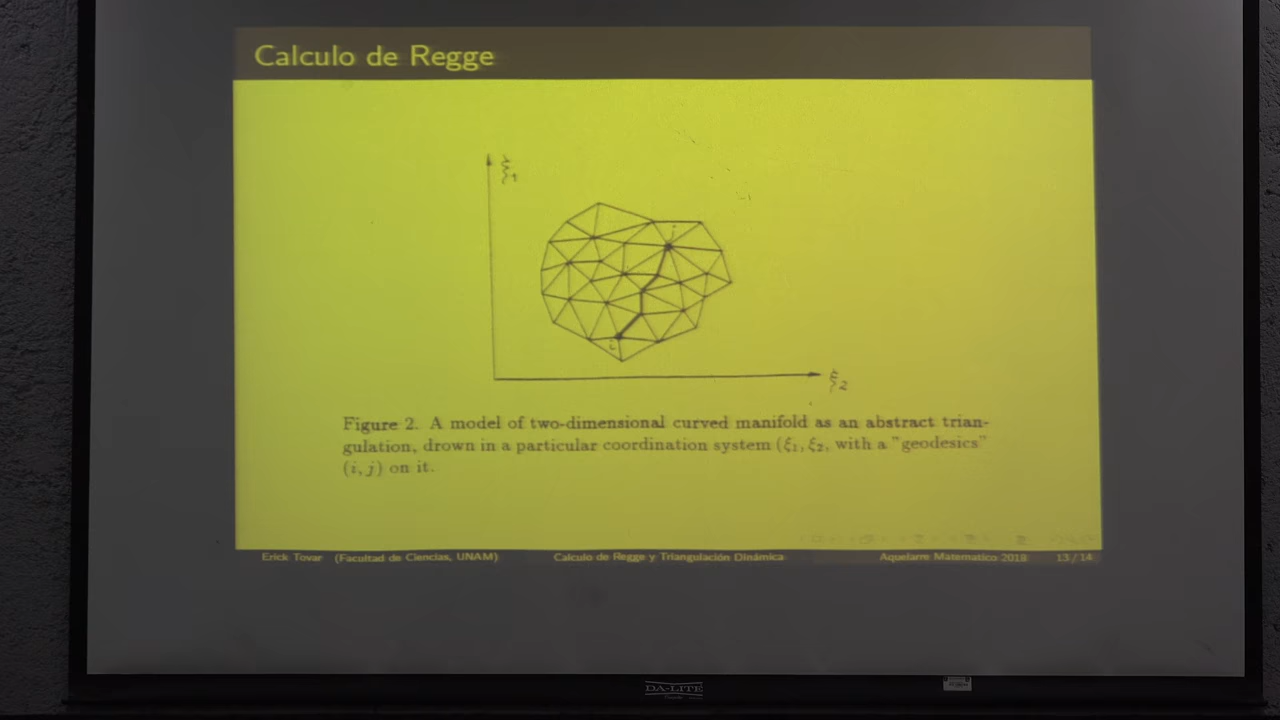 Calculo de Regge
ξ1
j
i
ξ2
Figure 2. A model of two-dimensional curved manifold as an abstract trian-
gulation, drown in a particular coordination system (ξ1, ξ2, with a "geodesics"
(i, j) on it.
Erick Tovar (Facultad de Ciencias, UNAM) Calculo de Regge y Triangulación Dinámica Aquelarre Matematico 2018 13 / 14
DA-LITE